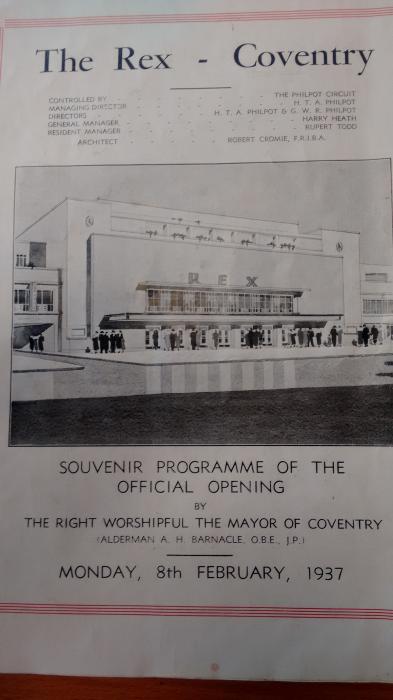 The Rex - Coventry
CONTROLLED BY - - - - - - THE PHILPOT CIRCUIT
MANAGING DIRECTOR - - - - - - H. T. A. PHILPOT
DIRECTORS - - - - H. T. A. PHILPOT & G. W. R. PHILPOT
GENERAL MANAGER - - - - - - HARRY HEATH
RESIDENT MANAGER - - - - - - RUPERT TODD
ARCHITECT - - - - ROBERT CROMIE, F.R.I.B.A.
REX
SOUVENIR PROGRAMME OF THE
OFFICIAL OPENING
BY
THE RIGHT WORSHIPFUL THE MAYOR OF COVENTRY
(ALDERMAN A. H. BARNACLE, O.B.E., J.P.)
MONDAY, 8th FEBRUARY, 1937